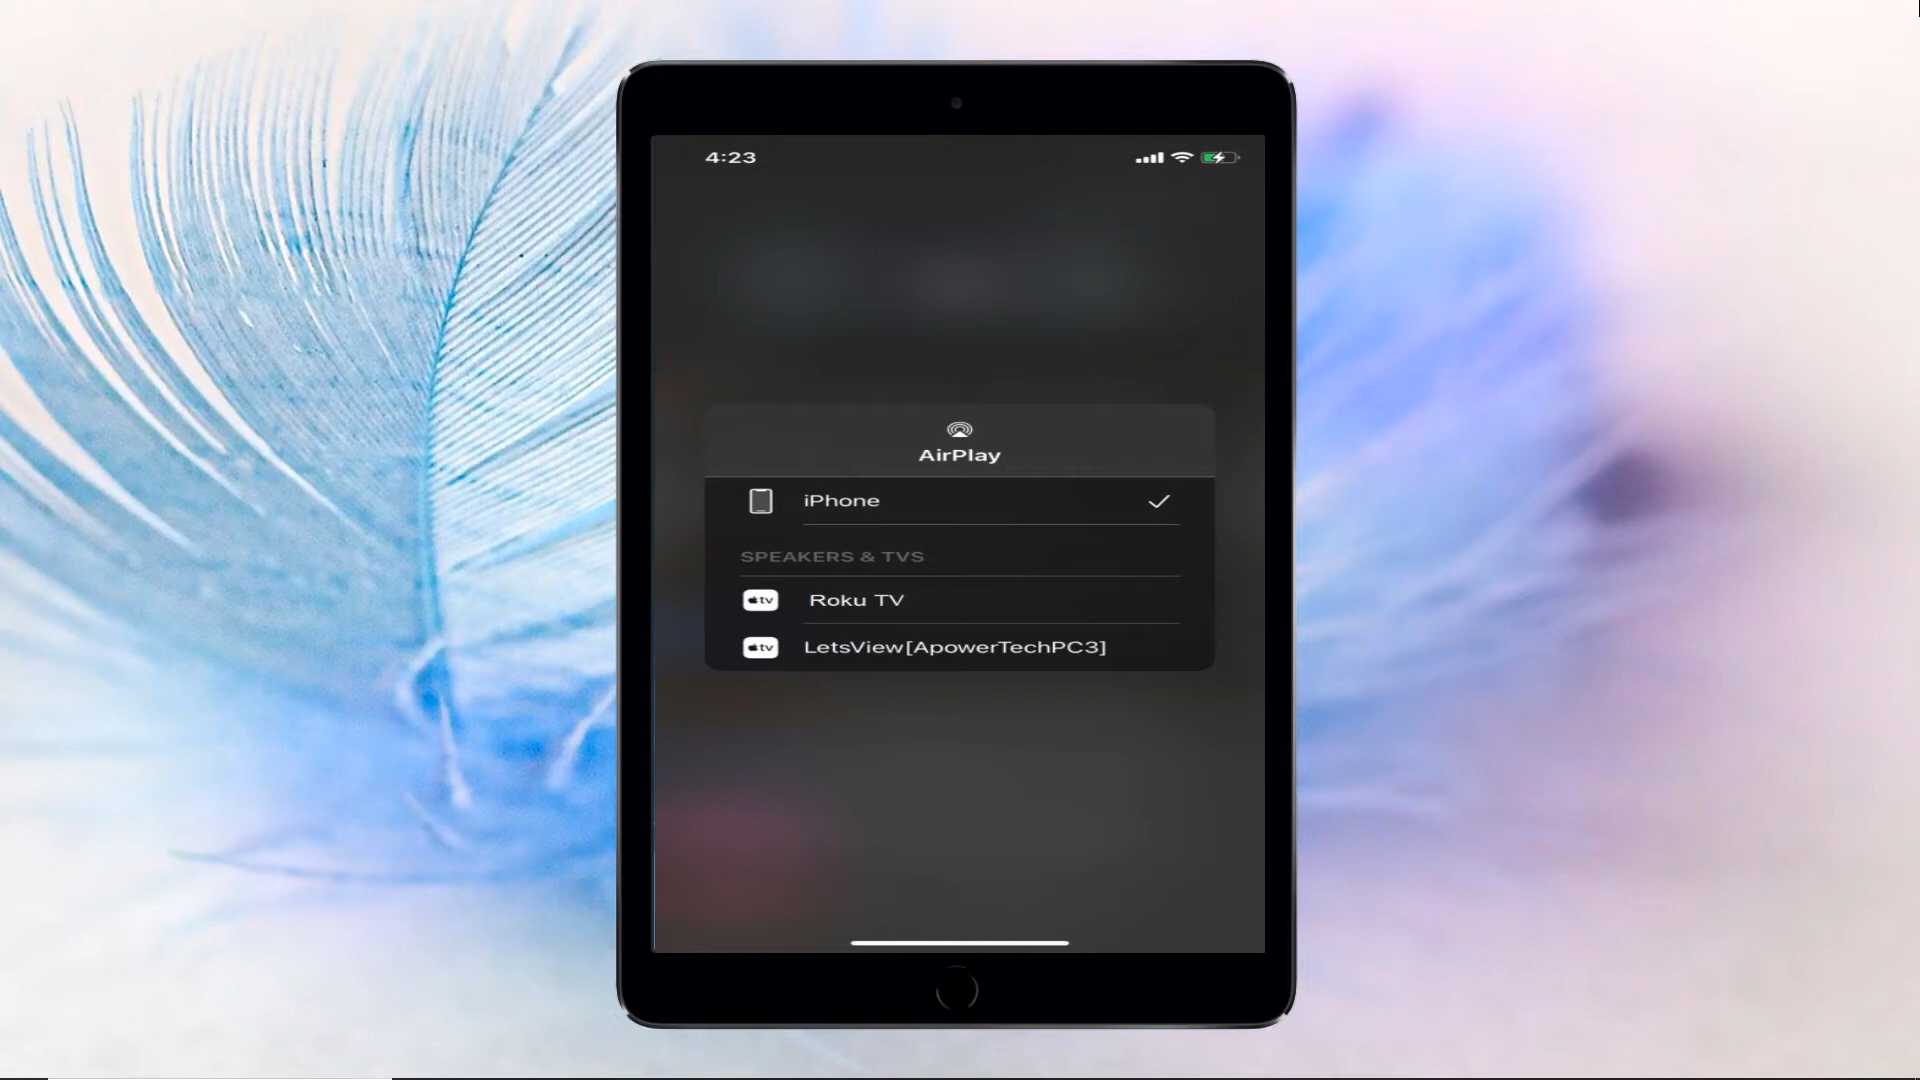 4:23
AirPlay
iPhone
SPEAKERS & TVS
tv Roku TV
tv LetsView[ApowerTechPC3]